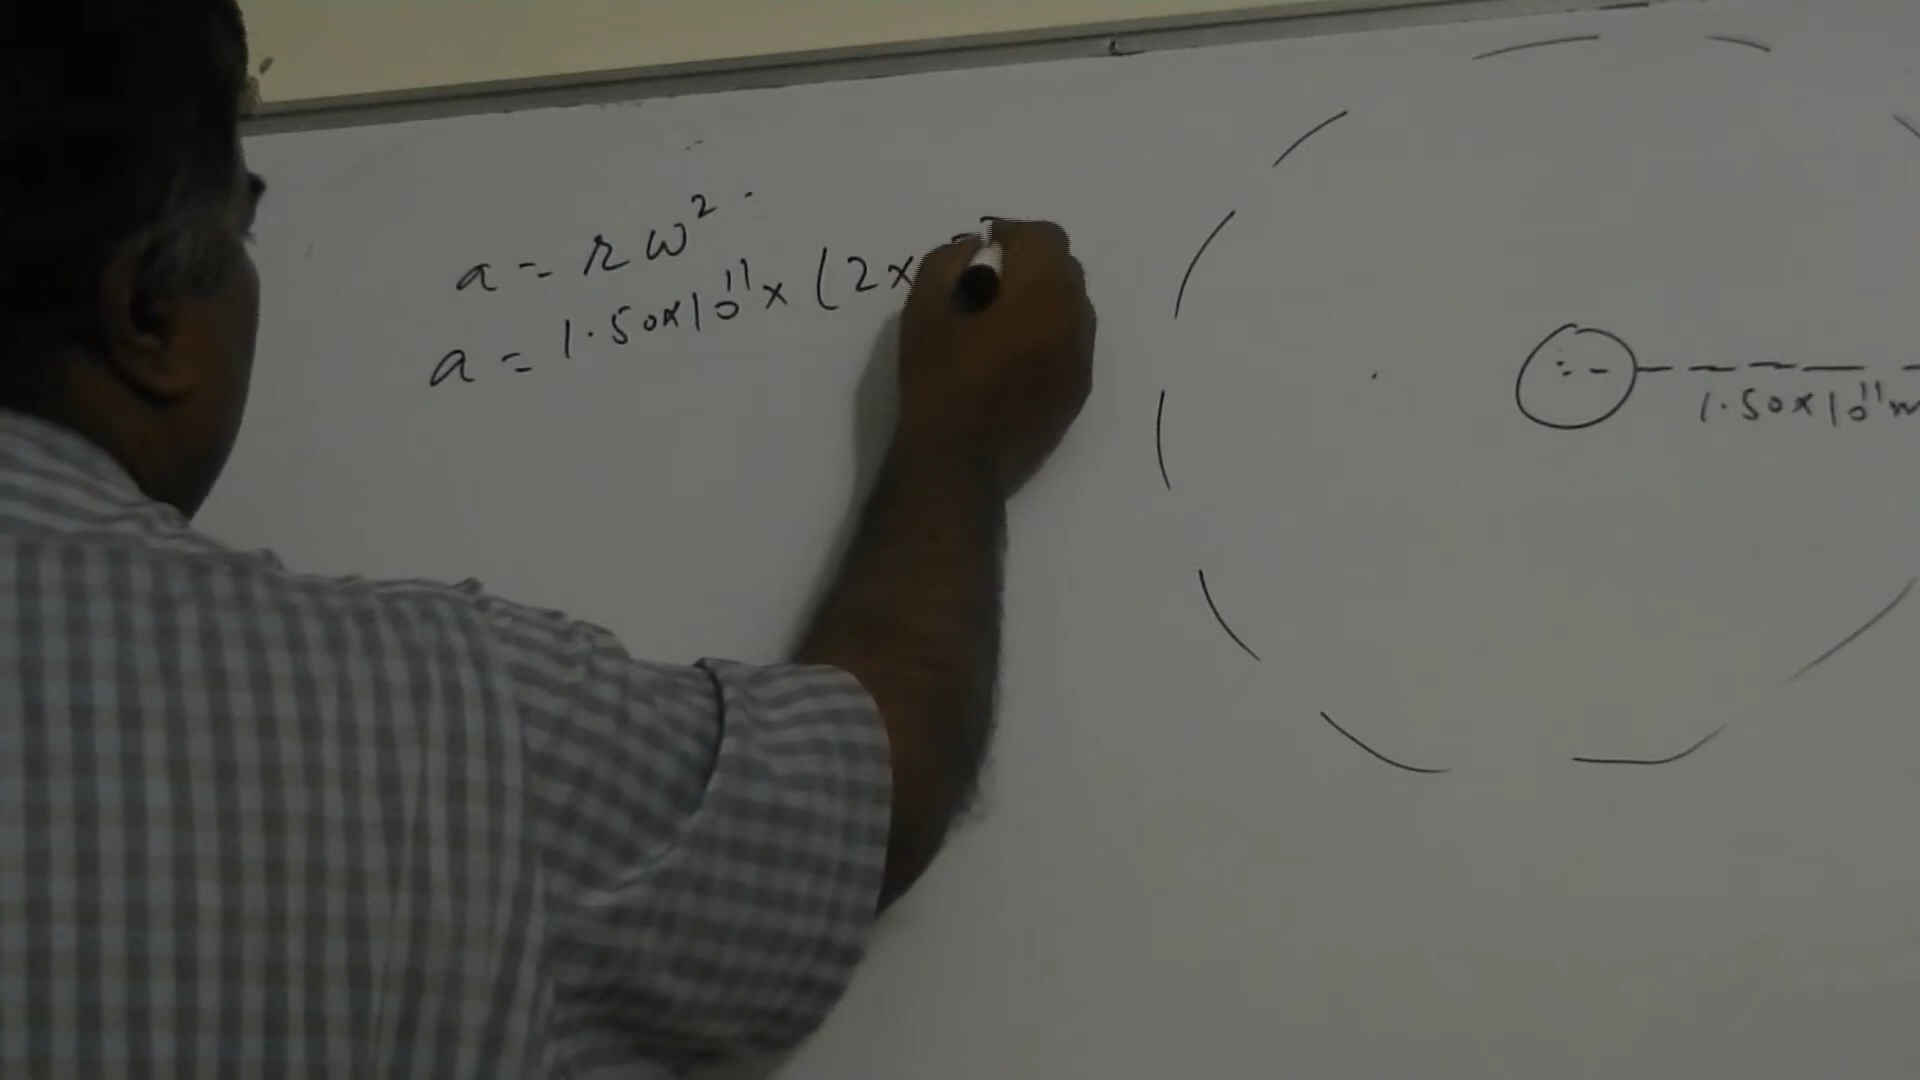 a = rω²
a = 1.50×10¹¹ × (2×
1.50×10¹¹m